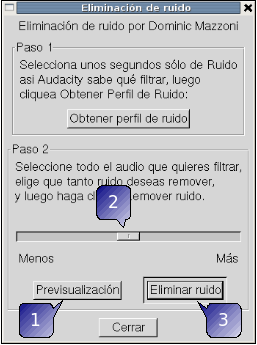 Eliminación de ruido
Eliminación de ruido por Dominic Mazzoni
Paso 1
Selecciona unos segundos sólo de Ruido
asi Audacity sabe qué filtrar, luego
cliquea Obtener Perfil de Ruido:
Obtener perfil de ruido
Paso 2
Seleccione todo el audio que quieres filtrar,
elige que tanto ruido deseas remover,
y luego haga cl emover ruido.
2
Menos Más
Previsualización Eliminar ruido
1 3
Cerrar